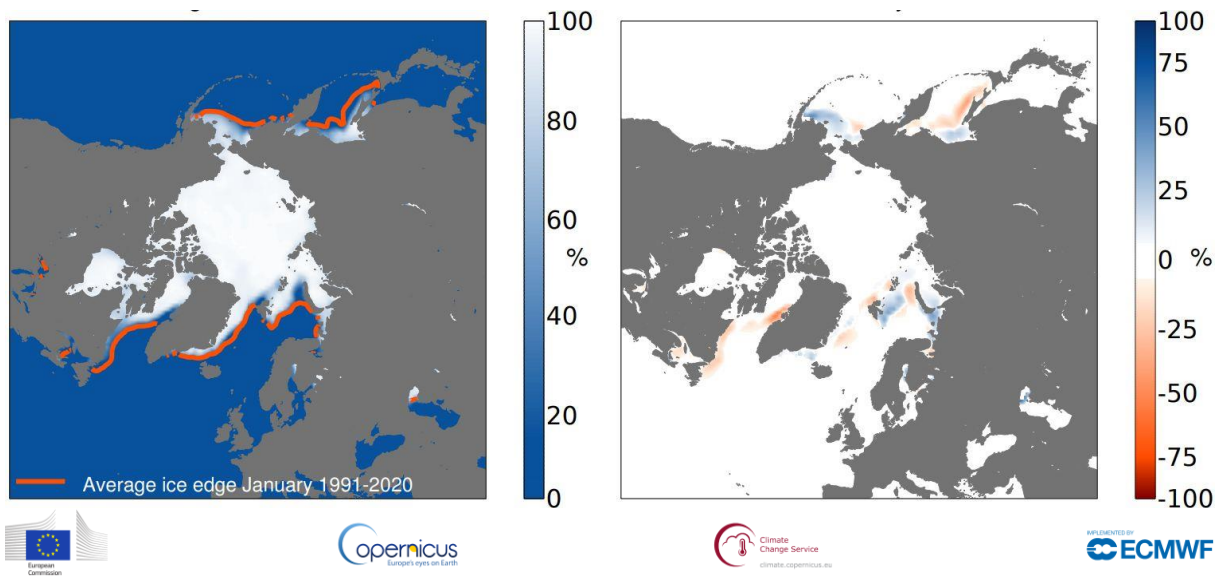 100
80
60
%
40
20
0
Average ice edge January 1991-2020
100
75
50
25
0 %
-25
-50
-75
-100
European
Commission
opernicus
Europe's eyes on Earth
Climate
Change Service
climate.copernicus.eu
IMPLEMENTED BY
ECMWF